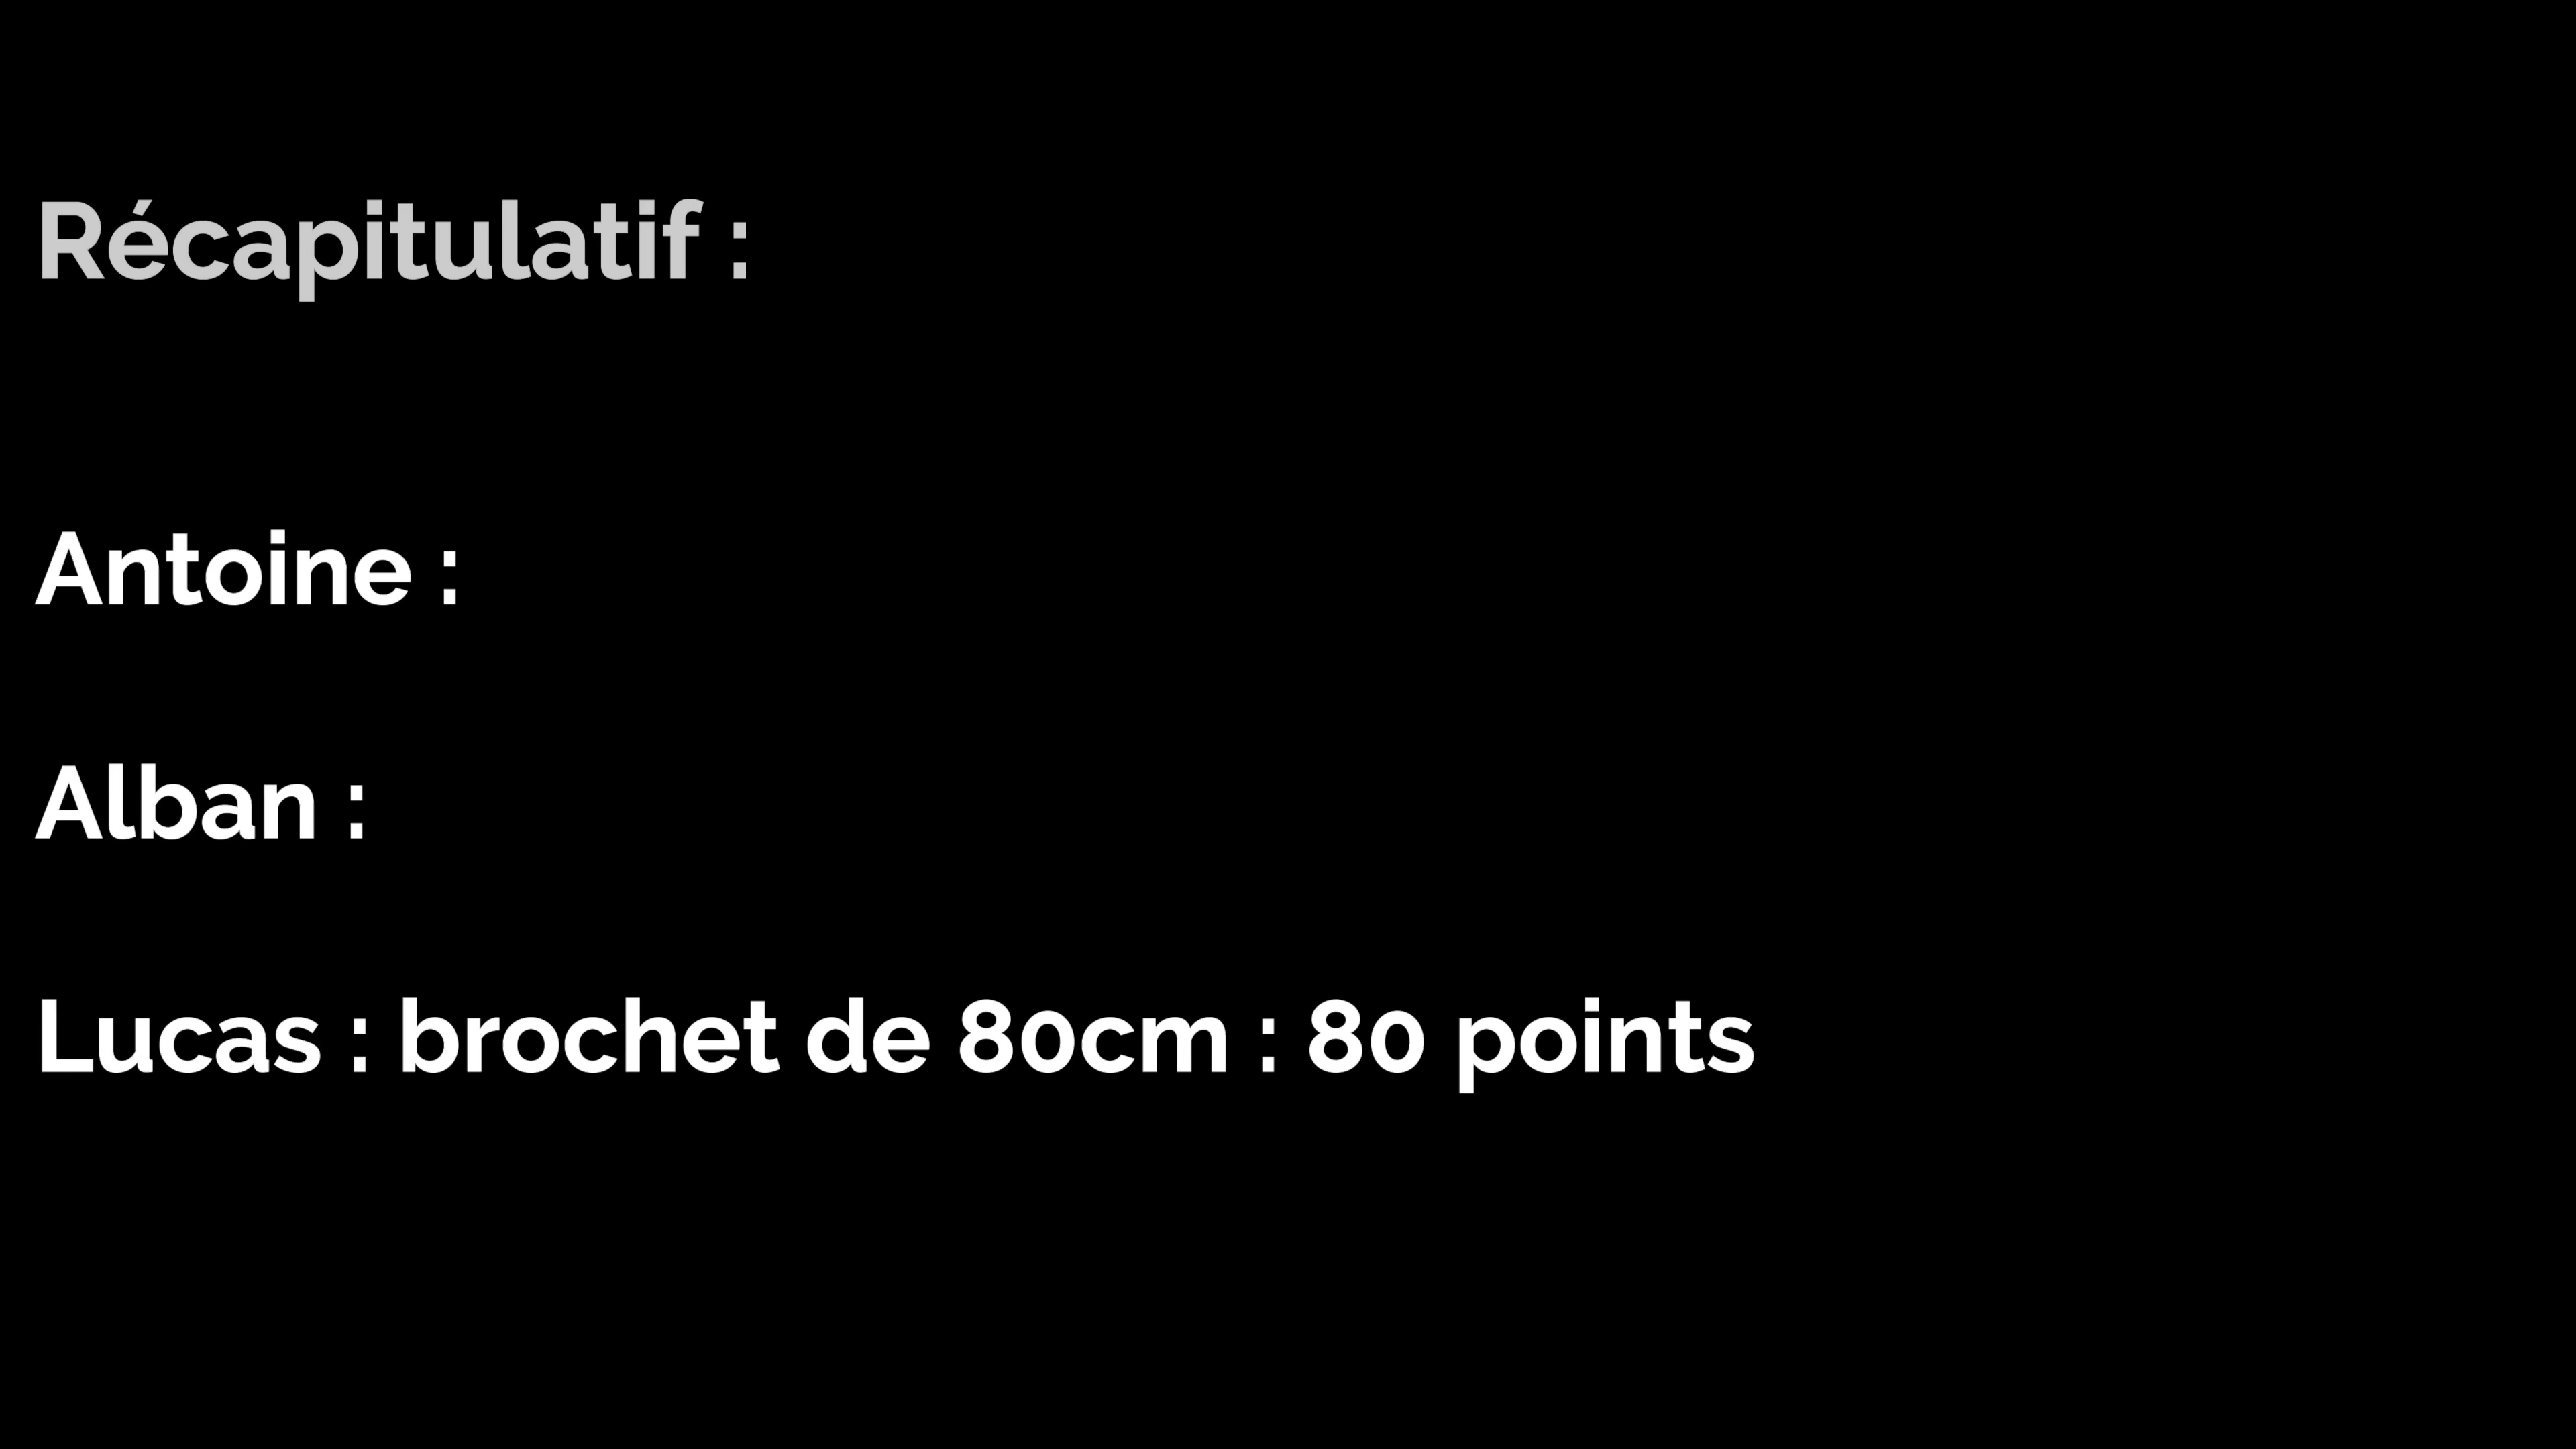 Récapitulatif :
Antoine :
Alban :
Lucas : brochet de 80cm : 80 points